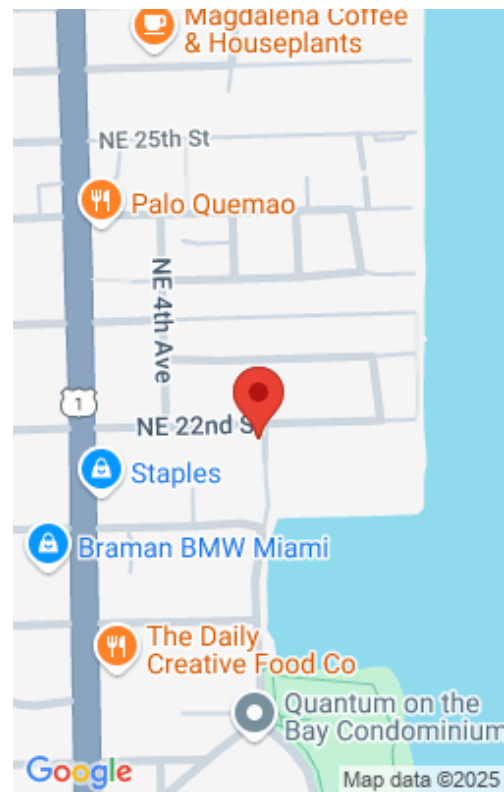 Magdalena Coffee
& Houseplants
NE 25th St
Palo Quemao
NE 4th Ave
1
NE 22nd S
Staples
Braman BMW Miami
The Daily
Creative Food Co
Quantum on the
Bay Condominium
Google
Map data ©2025